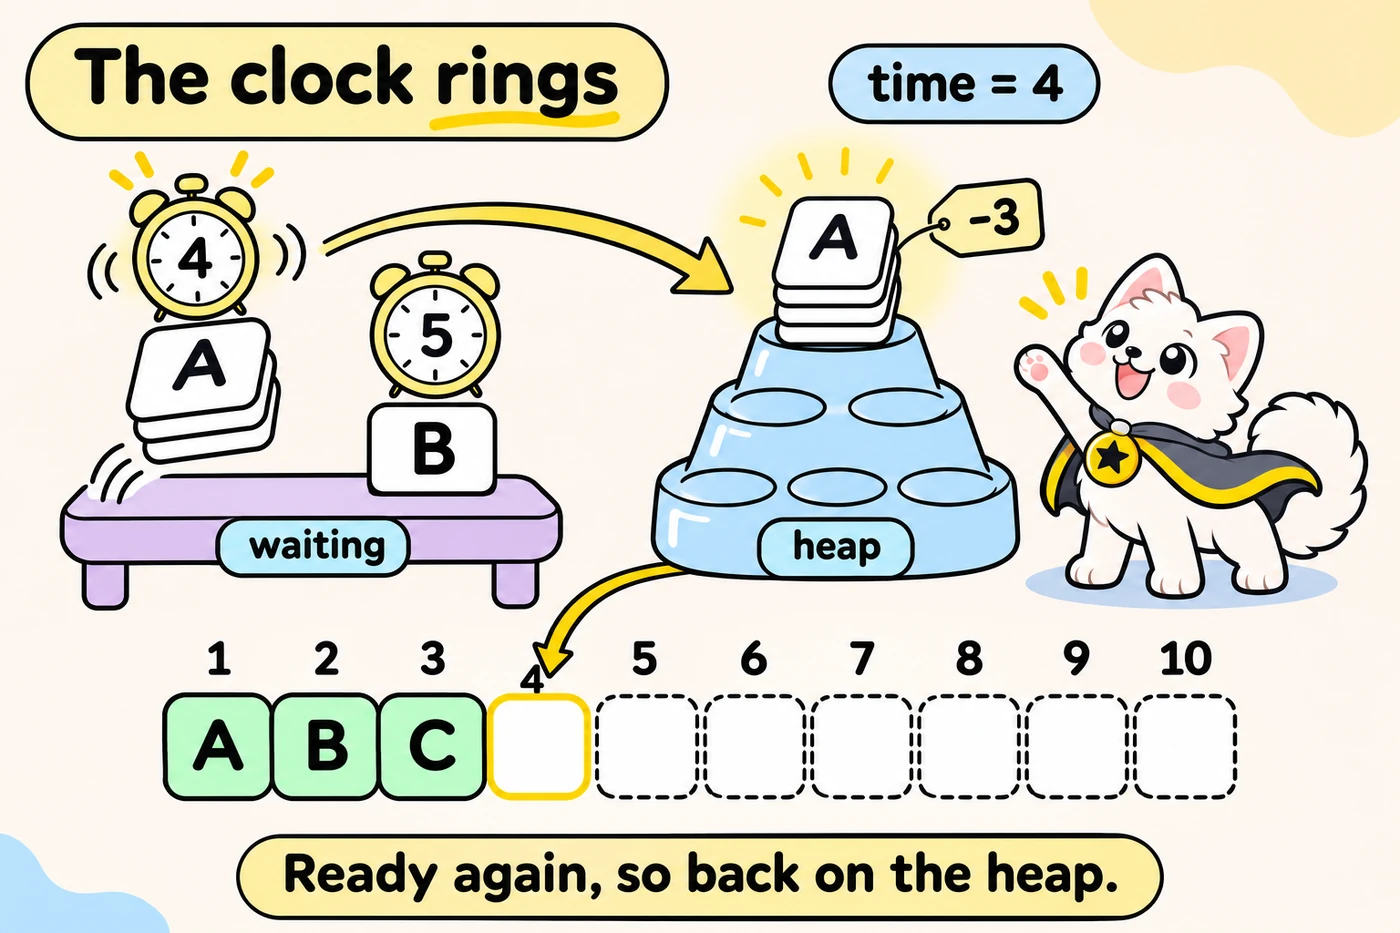 The clock rings
time = 4
4
A
5
B
waiting
A
-3
heap
1 2 3 4 5 6 7 8 9 10
A B C
Ready again, so back on the heap.